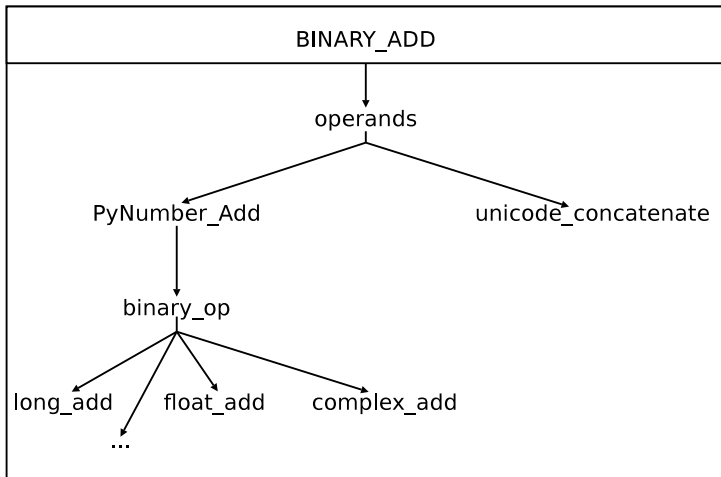 BINARY_ADD
operands
PyNumber_Add unicode_concatenate
binary_op
long_add float_add complex_add
...